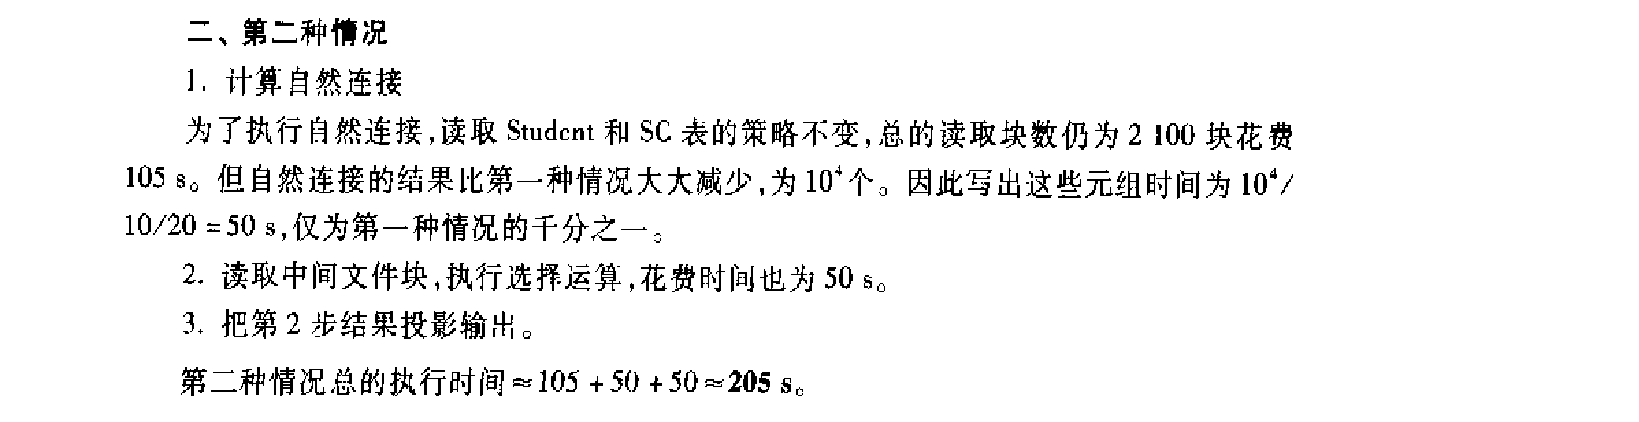 二、第二种情况
1. 计算自然连接
为了执行自然连接,读取 Student 和 SC 表的策略不变,总的读取块数仍为 2 100 块花费
105 s。但自然连接的结果比第一种情况大大减少,为 10⁴ 个。因此写出这些元组时间为 10⁴/
10/20 = 50 s,仅为第一种情况的千分之一。
2. 读取中间文件块,执行选择运算,花费时间也为 50 s。
3. 把第 2 步结果投影输出。
第二种情况总的执行时间≈105 + 50 + 50≈205 s。